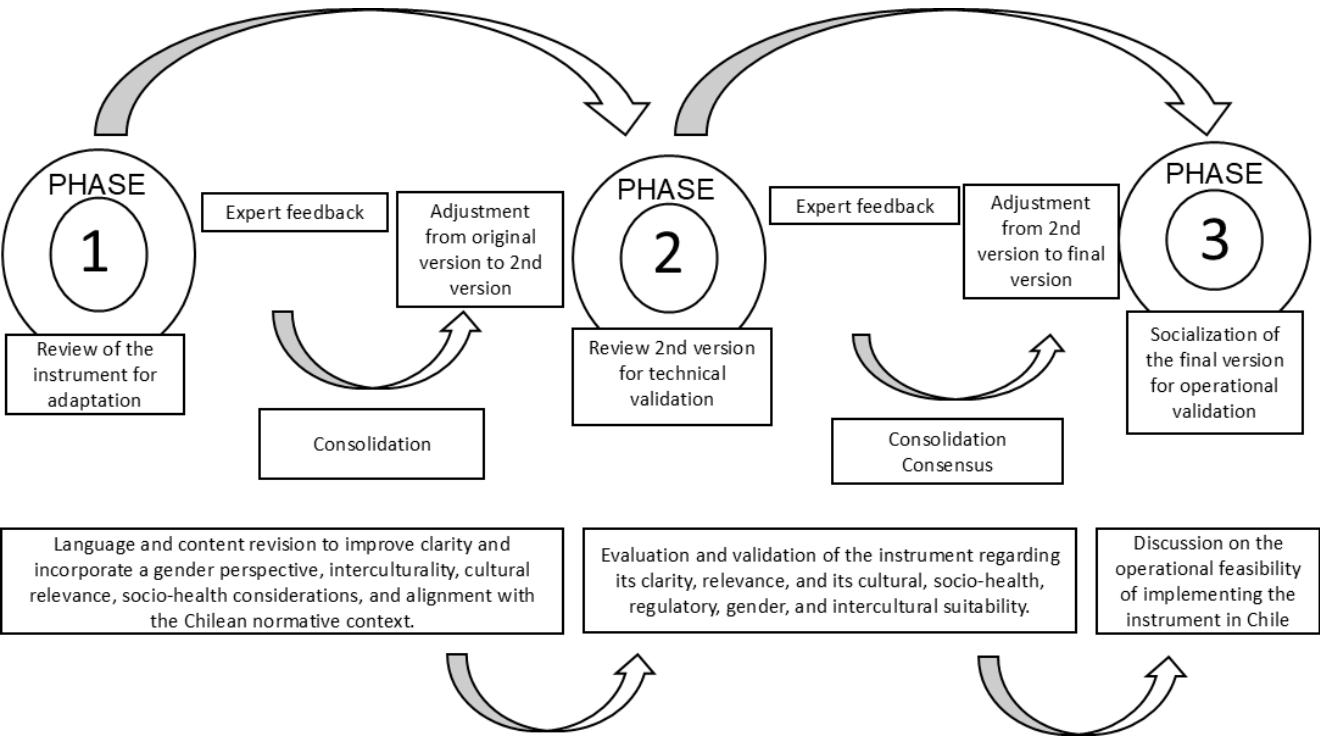 PHASE
1
Review of the
instrument for
adaptation
Expert feedback
Adjustment
from original
version to 2nd
version
Consolidation
PHASE
2
Review 2nd version
for technical
validation
Expert feedback
Adjustment
from 2nd
version to final
version
Consolidation
Consensus
PHASE
3
Socialization of
the final version
for operational
validation
Language and content revision to improve clarity and
incorporate a gender perspective, interculturality, cultural
relevance, socio-health considerations, and alignment with
the Chilean normative context.
Evaluation and validation of the instrument regarding
its clarity, relevance, and its cultural, socio-health,
regulatory, gender, and intercultural suitability.
Discussion on the
operational feasibility
of implementing the
instrument in Chile